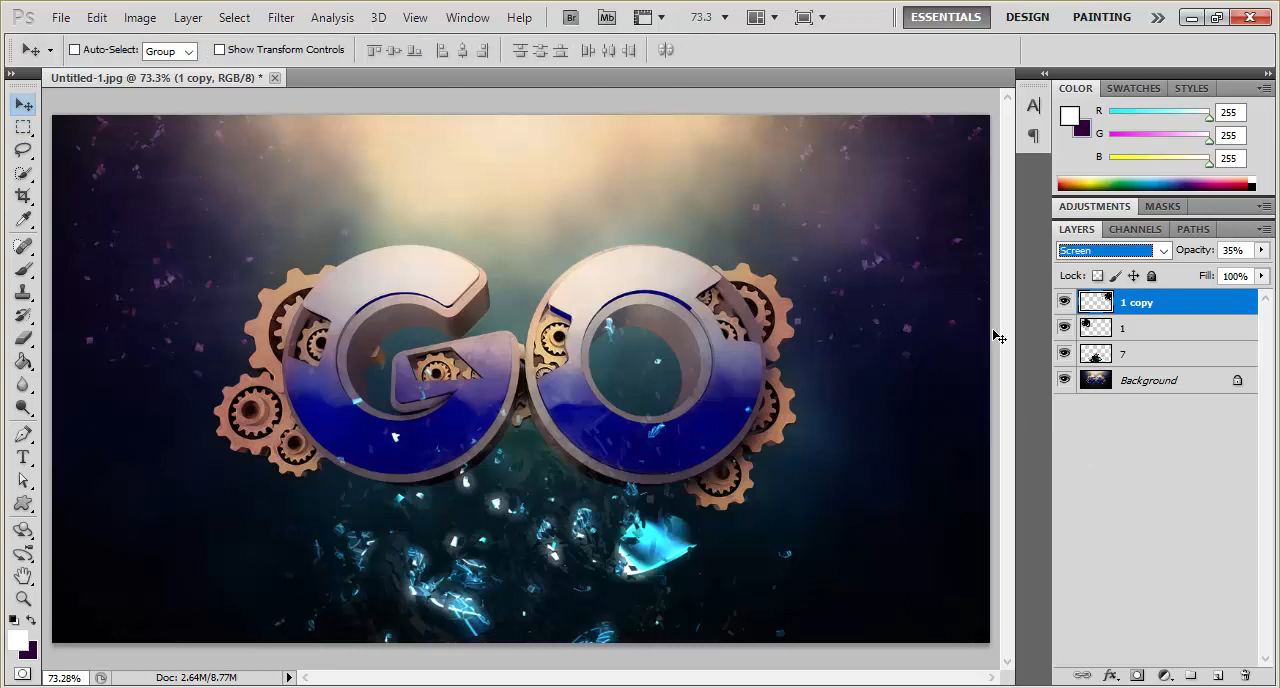 Ps File Edit Image Layer Select Filter Analysis 3D View Window Help Br Mb 73.3 ESSENTIALS DESIGN PAINTING
Auto-Select: Group Show Transform Controls
Untitled-1.jpg @ 73.3% (1 copy, RGB/8) *
GO
COLOR SWATCHES STYLES
R 255
G 255
B 255
ADJUSTMENTS MASKS
LAYERS CHANNELS PATHS
Screen Opacity: 35%
Lock: Fill: 100%
1 copy
1
7
Background
73.28% Doc: 2.64M/8.77M